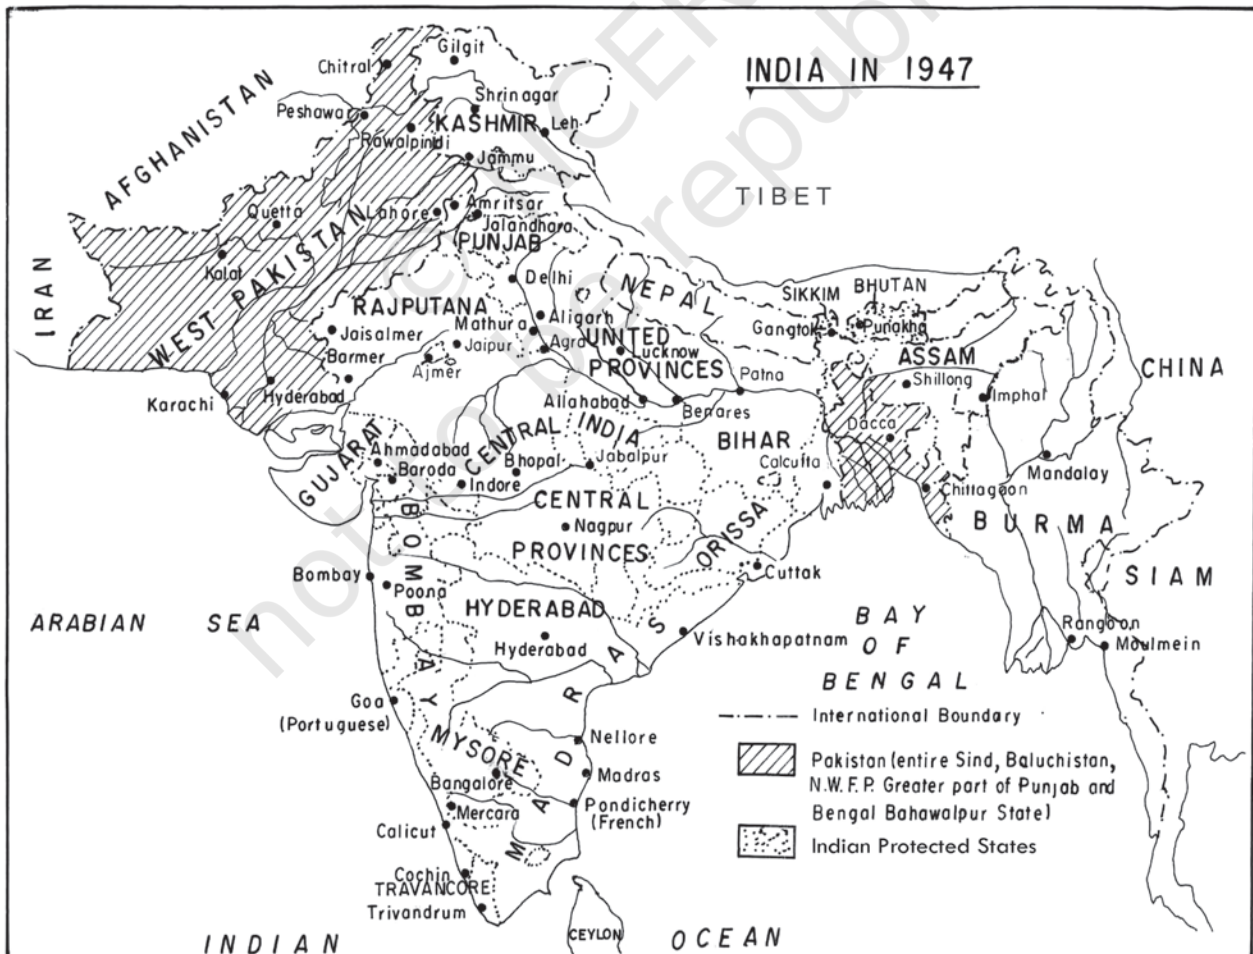 INDIA IN 1947
Gilgit
Chitral
Shrinagar
Peshawar
KASHMIR
Leh
Rawalpindi
Jammu
AFGHANISTAN
TIBET
Quetta
Lahore
Amritsar
Jalandhara
PUNJAB
Kalat
WEST PAKISTAN
IRAN
Delhi
NEPAL
SIKKIM
BHUTAN
RAJPUTANA
Jaisalmer
Mathura
Aligarh
Gangtok
Punakha
Jaipur
UNITED
PROVINCES
Agra
Lucknow
ASSAM
CHINA
Barmer
Ajmer
Patna
Shillong
Karachi
Hyderabad
Allahabad
Benares
Imphal
GUJARAT
Ahmadabad
CENTRAL INDIA
BIHAR
Dacca
Baroda
Bhopal
Jabalpur
Calcutta
Mandalay
Indore
Chittagoon
CENTRAL
PROVINCES
Nagpur
ORISSA
BURMA
BOMBAY
Bombay
Poona
Cuttak
SIAM
HYDERABAD
Hyderabad
ARABIAN SEA
Vishakhapatnam
BAY
OF
BENGAL
Rangoon
Moulmein
MADRAS
Goa
(Portuguese)
MYSORE
Nellore
Bangalore
Madras
Mercara
Pondicherry
(French)
Calicut
Cochin
TRAVANCORE
Trivandrum
CEYLON
INDIAN OCEAN
International Boundary
Pakistan (entire Sind, Baluchistan,
N.W.F.P. Greater part of Punjab and
Bengal Bahawalpur State)
Indian Protected States
not to be republi
© NCER